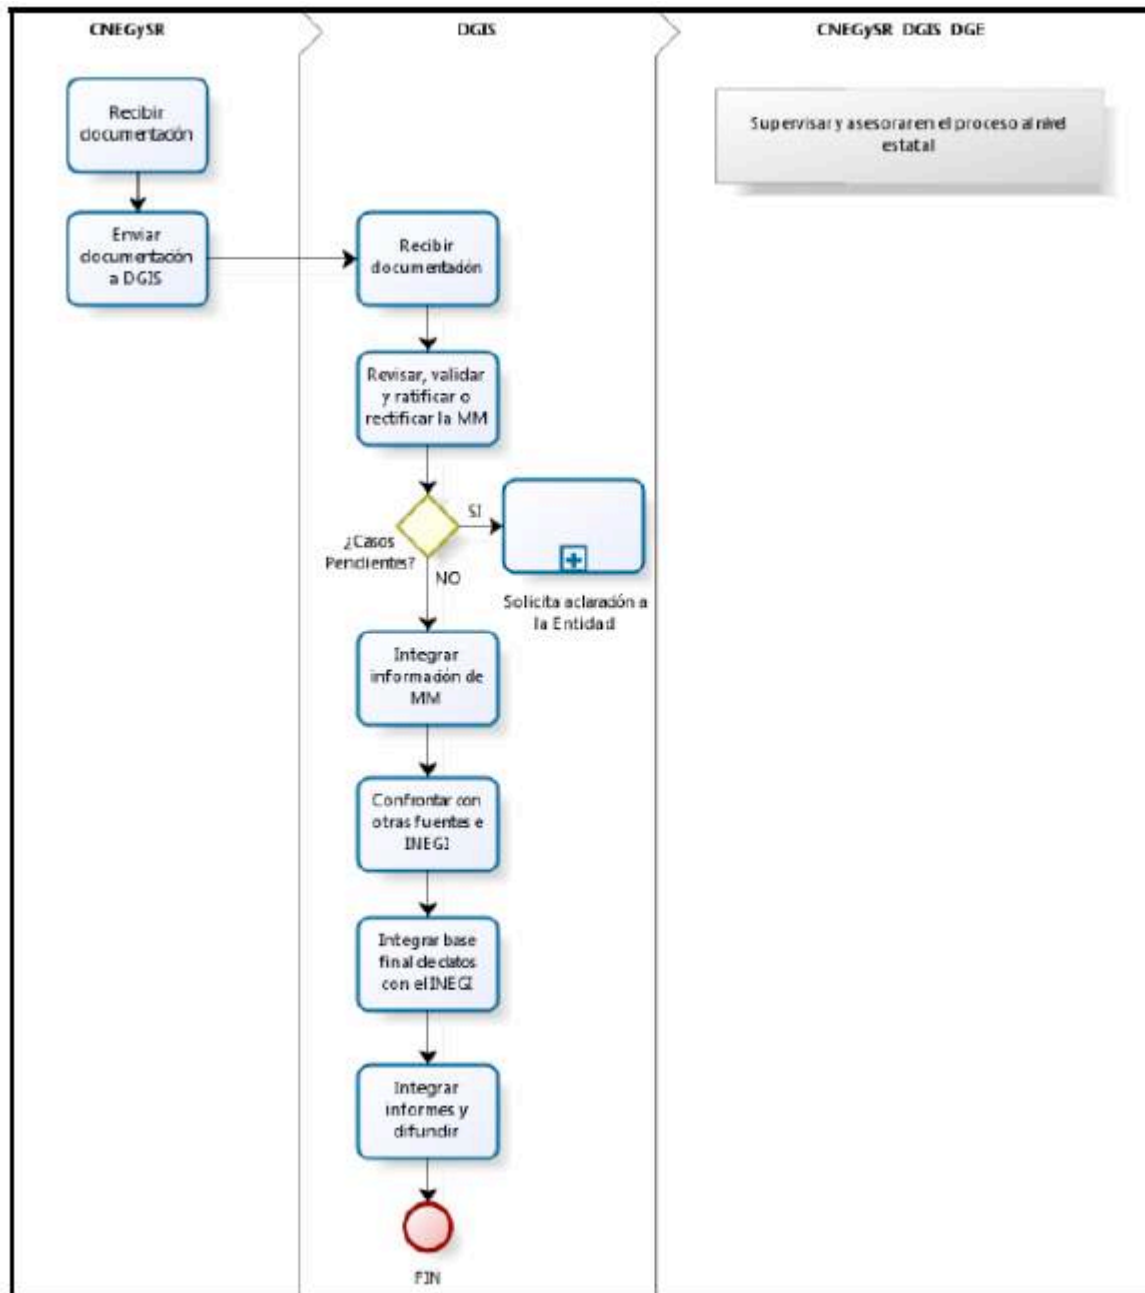 CNEGySR
DGIS
CNEGySR DGIS DGE
Recibir
documentación
Supervisar y asesorar en el proceso al nivel
estatal
Enviar
documentación
a DGIS
Recibir
documentación
Revisar, validar
y ratificar o
rectificar la MM
¿Casos
Pendientes?
SI
NO
Solicita aclaración a
la Entidad
Integrar
información de
MM
Confrontar con
otras fuentes e
INEGI
Integrar base
final de datos
con el INEGI
Integrar
informes y
difundir
FIN